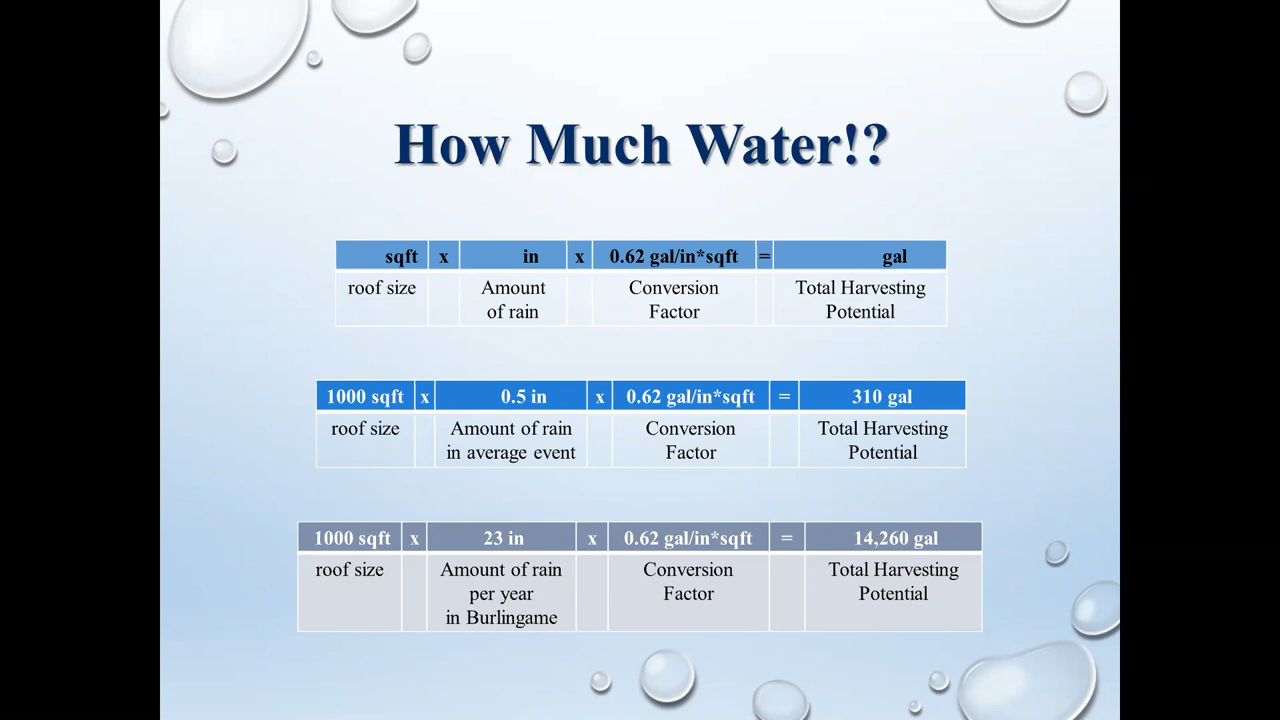 How Much Water!?
sqft x in x 0.62 gal/in*sqft = gal
roof size Amount Conversion Total Harvesting
of rain Factor Potential
1000 sqft x 0.5 in x 0.62 gal/in*sqft = 310 gal
roof size Amount of rain Conversion Total Harvesting
in average event Factor Potential
1000 sqft x 23 in x 0.62 gal/in*sqft = 14,260 gal
roof size Amount of rain Conversion Total Harvesting
per year Factor Potential
in Burlingame